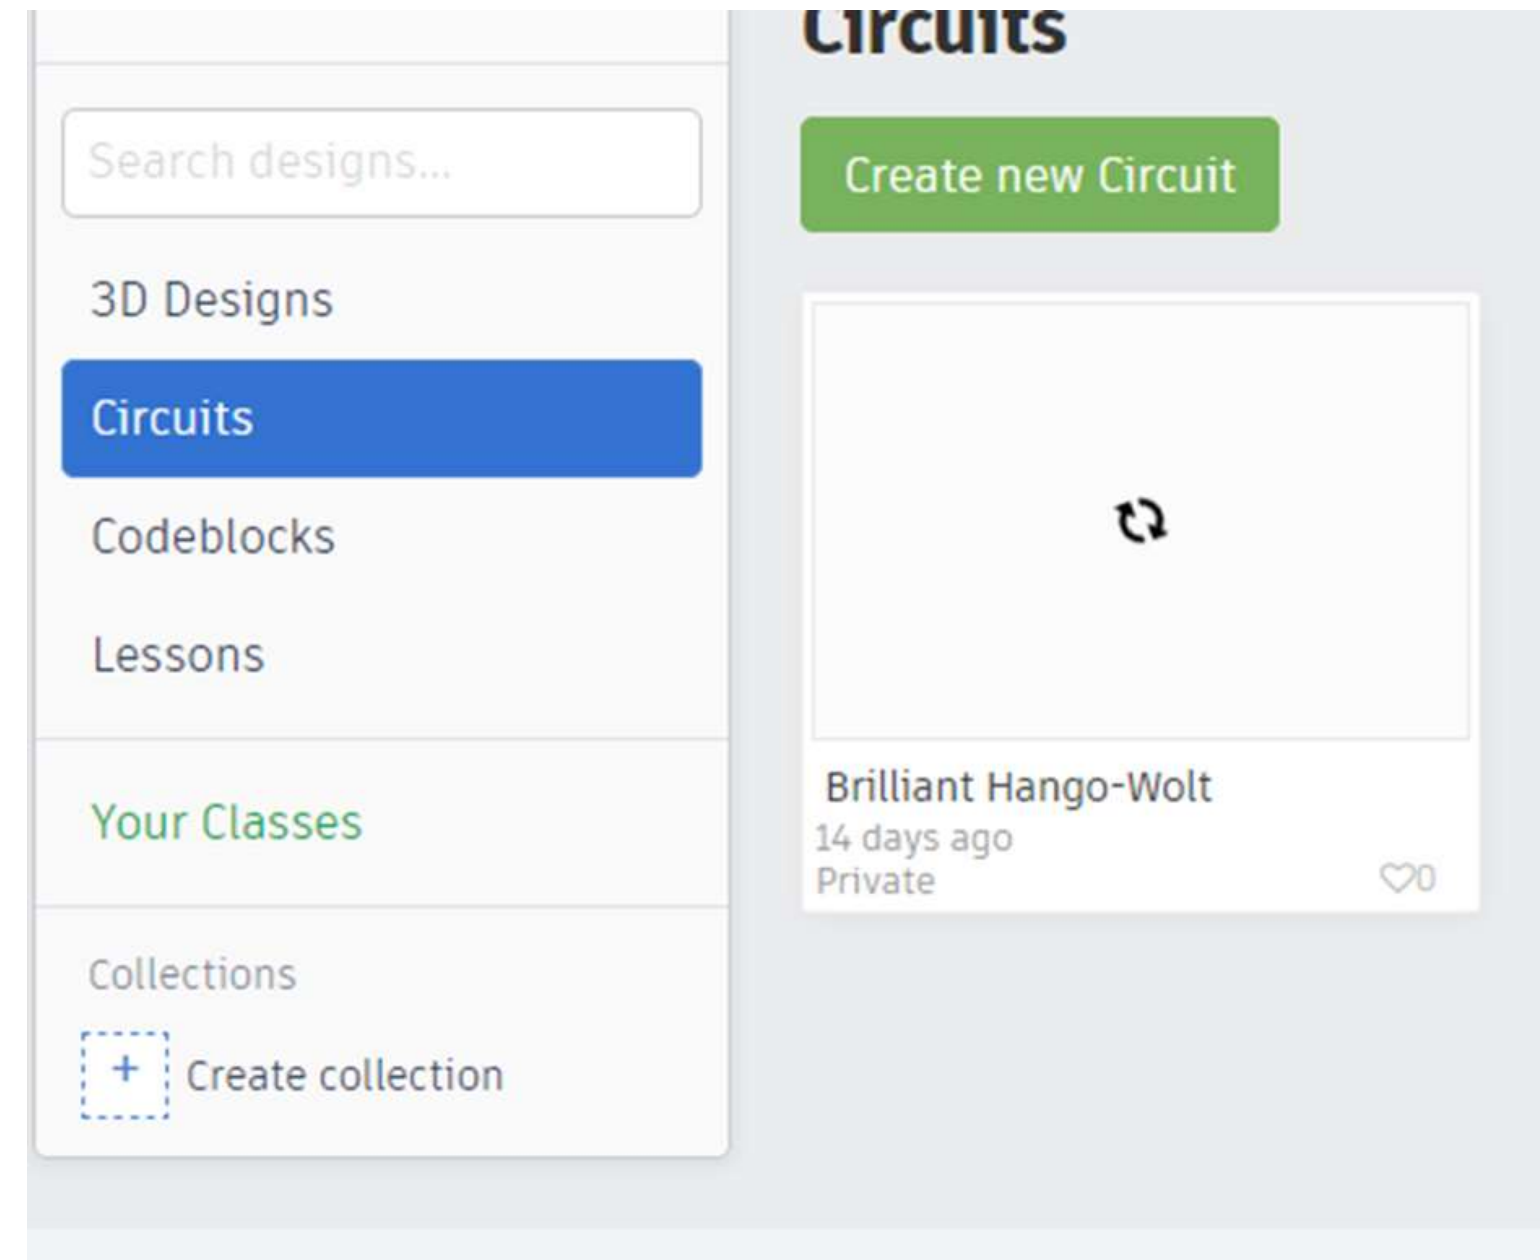 Circuits
Search designs...
Create new Circuit
3D Designs
Circuits
Codeblocks
Lessons
Your Classes
Collections
+ Create collection
Brilliant Hango-Wolt
14 days ago
Private
0